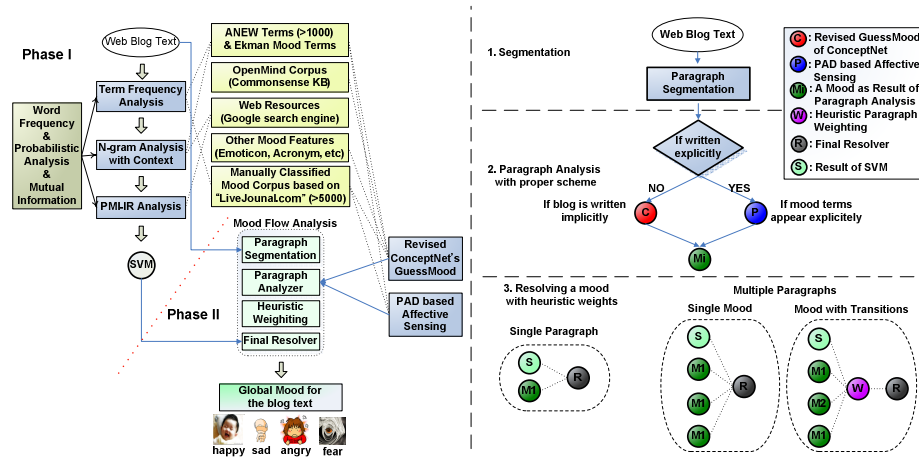 Phase I
Web Blog Text
Term Frequency
Analysis
N-gram Analysis
with Context
PMI-IR Analysis
SVM
Word
Frequency
&
Probabilistic
Analysis
&
Mutual
Information
ANEW Terms (>1000)
& Ekman Mood Terms
OpenMind Corpus
(Commonsense KB)
Web Resources
(Google search engine)
Other Mood Features
(Emoticon, Acronym, etc)
Manually Classified
Mood Corpus based on
“LiveJounal.com” (>5000)
Mood Flow Analysis
Paragraph
Segmentation
Paragraph
Analyzer
Heuristic
Weighiting
Final Resolver
Phase II
Revised
ConceptNet's
GuessMood
PAD based
Affective
Sensing
Global Mood for
the blog text
happy sad angry fear
1. Segmentation
Web Blog Text
Paragraph
Segmentation
2. Paragraph Analysis
with proper scheme
If written
explicitly
NO
YES
If blog is written
implicitly
If mood terms
appear explicitely
C
P
Mi
C : Revised GuessMood
of ConceptNet
P : PAD based Affective
Sensing
Mi : A Mood as Result of
Paragraph Analysis
W : Heuristic Paragraph
Weighting
R : Final Resolver
S : Result of SVM
3. Resolving a mood
with heuristic weights
Single Paragraph
S
M1
R
Multiple Paragraphs
Single Mood
S
M1
M1
M1
R
Mood with Transitions
S
M1
M2
M1
W
R